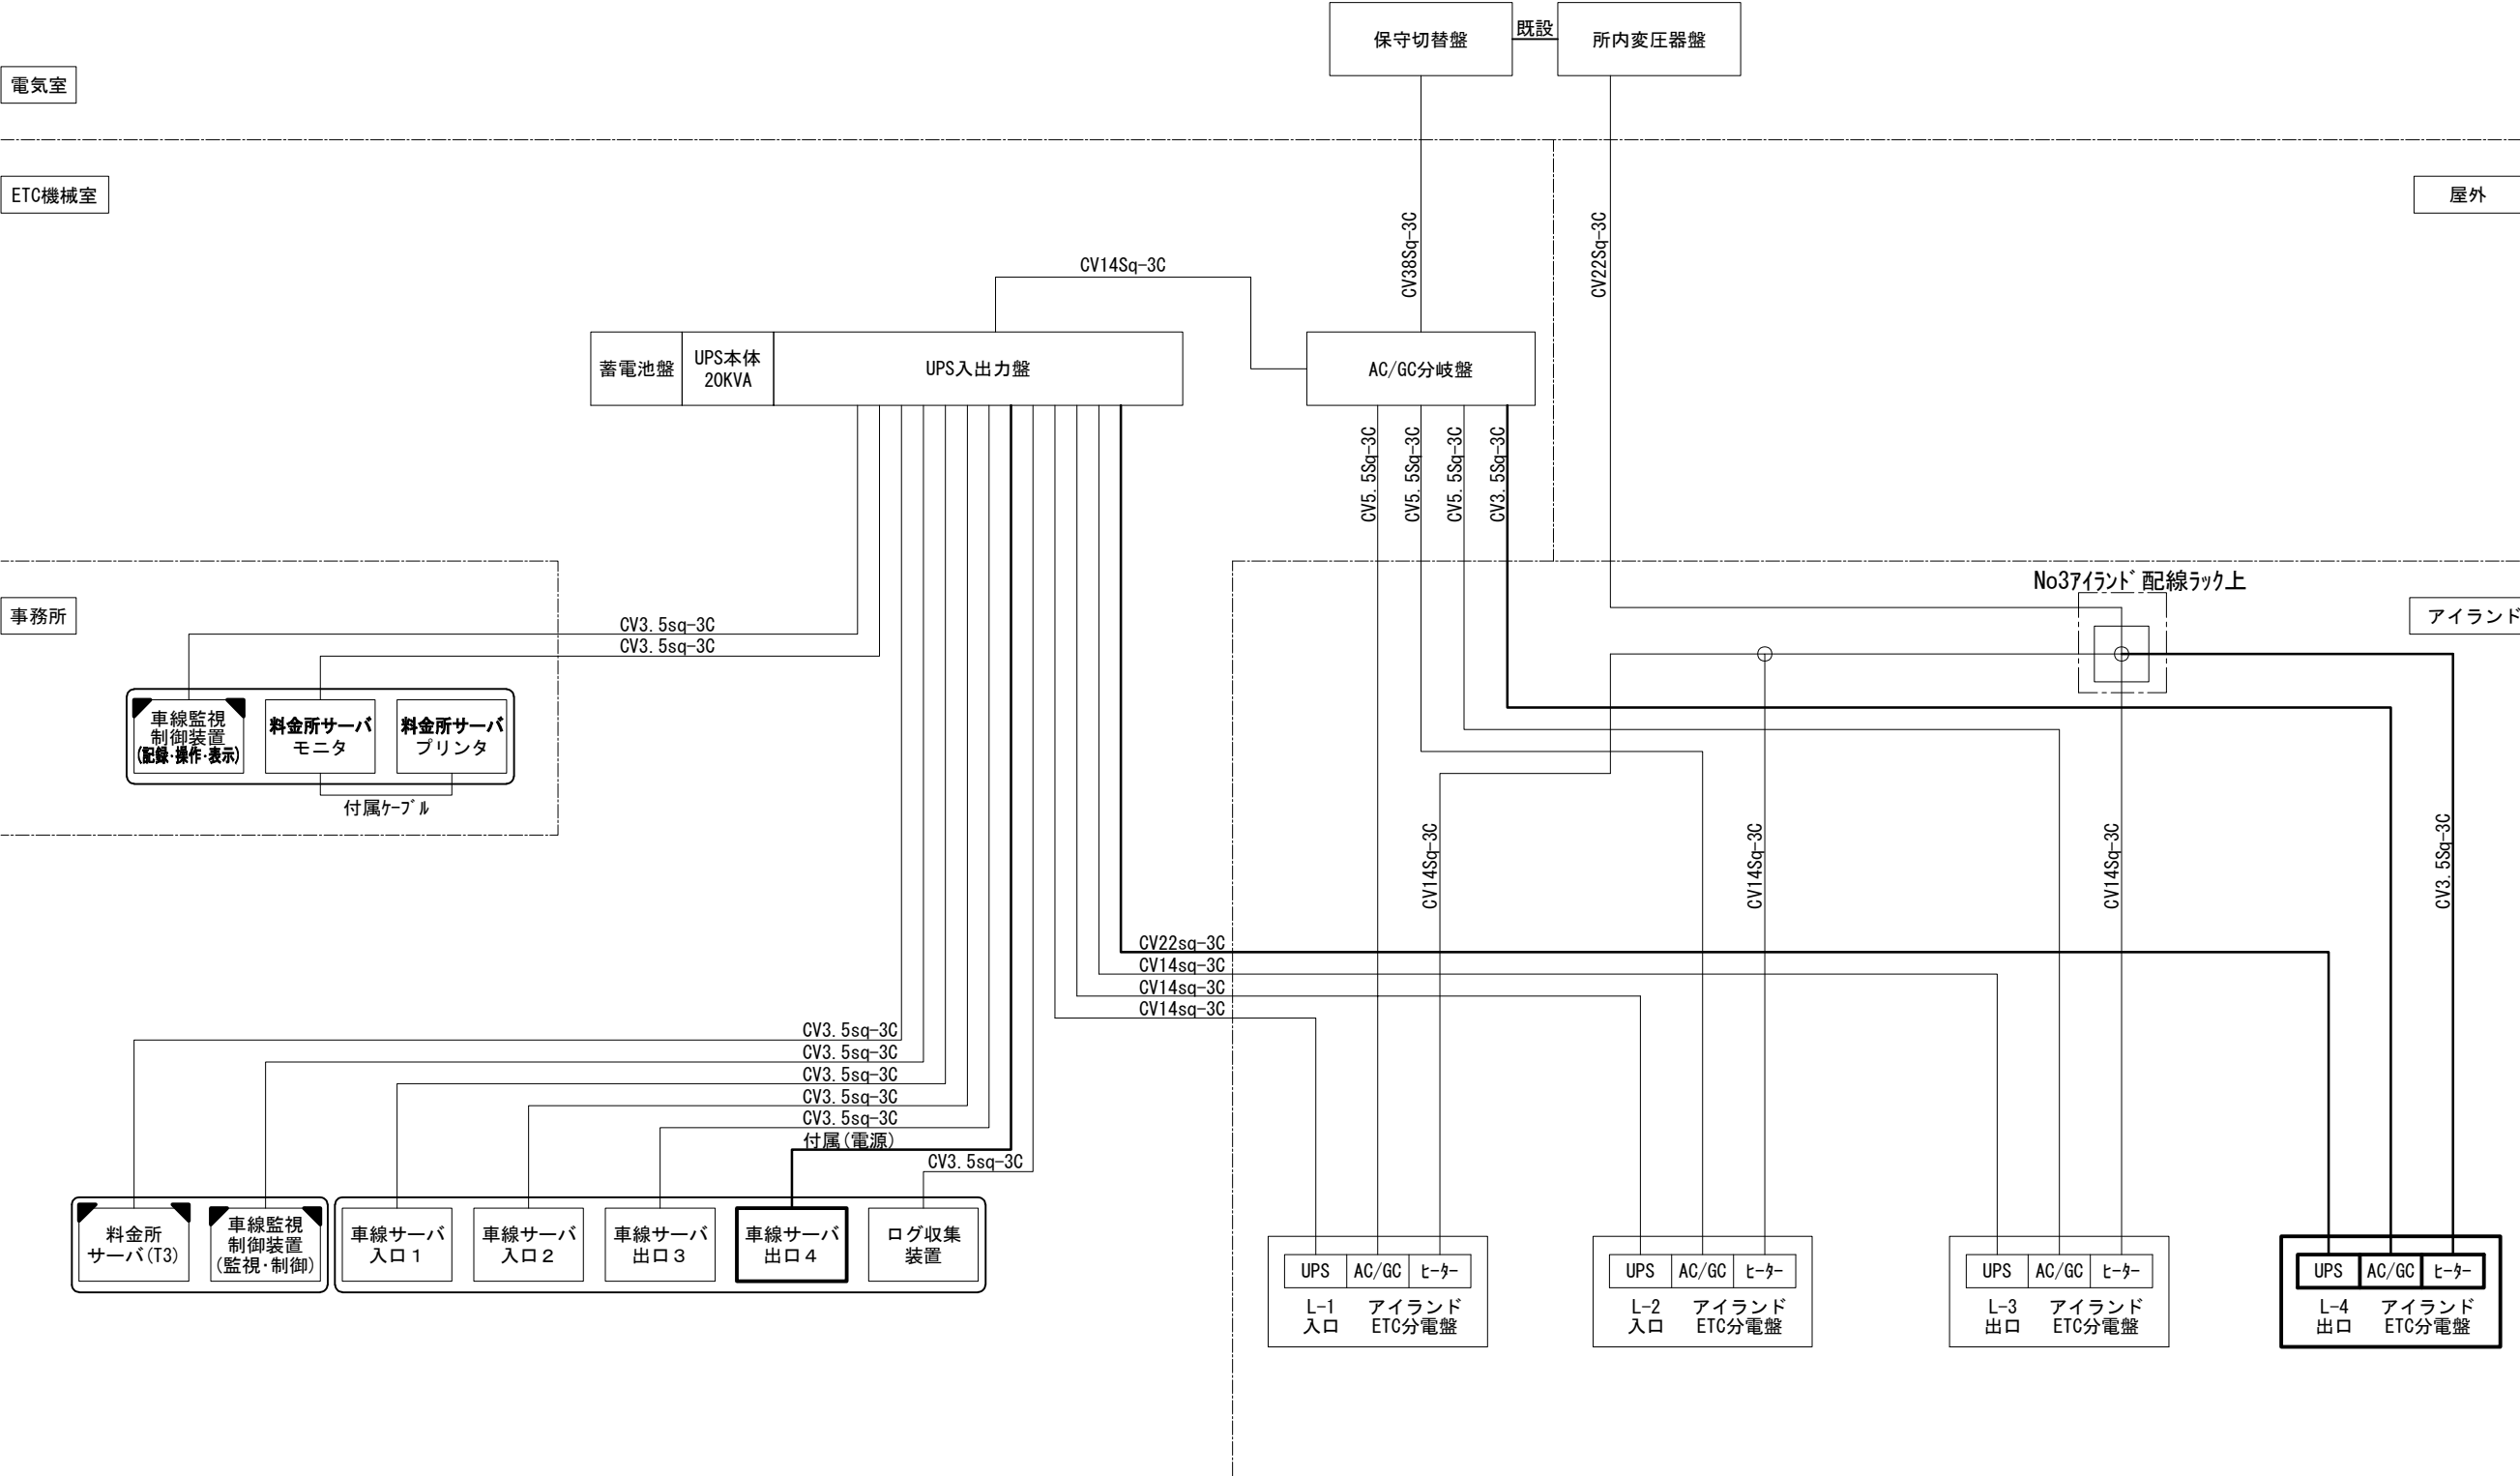 保守切替盤
既設
所内変圧器盤
電気室
ETC機械室
屋外
CV38Sq-3C
CV22Sq-3C
CV14Sq-3C
蓄電池盤
UPS本体
20KVA
UPS入出力盤
AC/GC分岐盤
CV5.5Sq-3C
CV5.5Sq-3C
CV5.5Sq-3C
CV3.5Sq-3C
No3ｱｲﾗﾝﾄﾞ配線ﾗｯｸ上
事務所
アイランド
CV3.5sq-3C
CV3.5sq-3C
車線監視
制御装置
(記録･操作･表示)
料金所サーバ
モニタ
料金所サーバ
プリンタ
付属ｹｰﾌﾞﾙ
CV14Sq-3C
CV14Sq-3C
CV14Sq-3C
CV3.5Sq-3C
CV22sq-3C
CV14sq-3C
CV14sq-3C
CV14sq-3C
CV3.5sq-3C
CV3.5sq-3C
CV3.5sq-3C
CV3.5sq-3C
CV3.5sq-3C
付属(電源)
CV3.5sq-3C
料金所
サーバ(T3)
車線監視
制御装置
(監視･制御)
車線サーバ
入口１
車線サーバ
入口２
車線サーバ
出口３
車線サーバ
出口４
ログ収集
装置
UPS AC/GC ﾋｰﾀｰ
L-1 アイランド
入口 ETC分電盤
UPS AC/GC ﾋｰﾀｰ
L-2 アイランド
入口 ETC分電盤
UPS AC/GC ﾋｰﾀｰ
L-3 アイランド
出口 ETC分電盤
UPS AC/GC ﾋｰﾀｰ
L-4 アイランド
出口 ETC分電盤